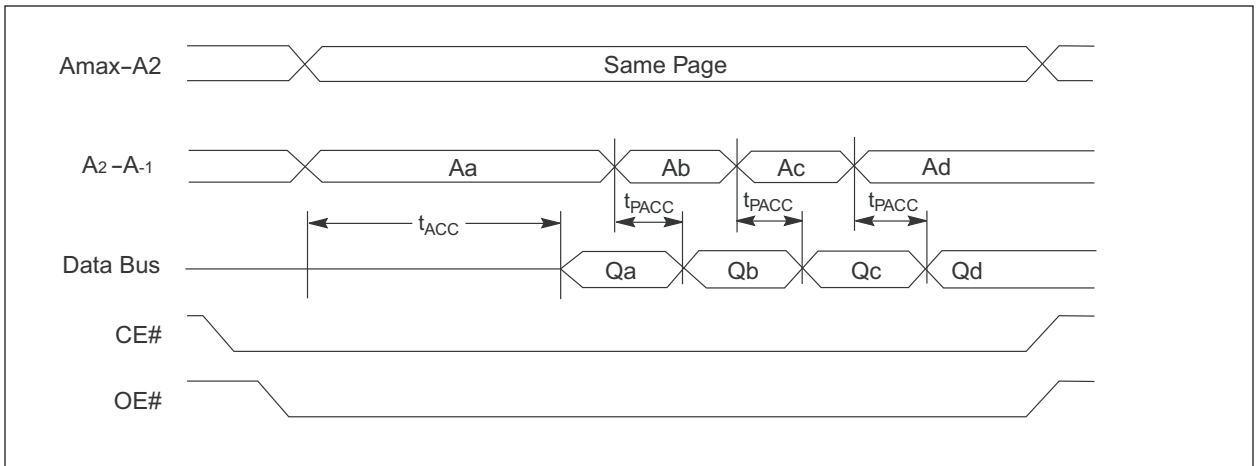 Amax–A2
Same Page
A2–A-1
Aa
Ab
Ac
Ad
tACC
tPACC
tPACC
tPACC
Data Bus
Qa
Qb
Qc
Qd
CE#
OE#